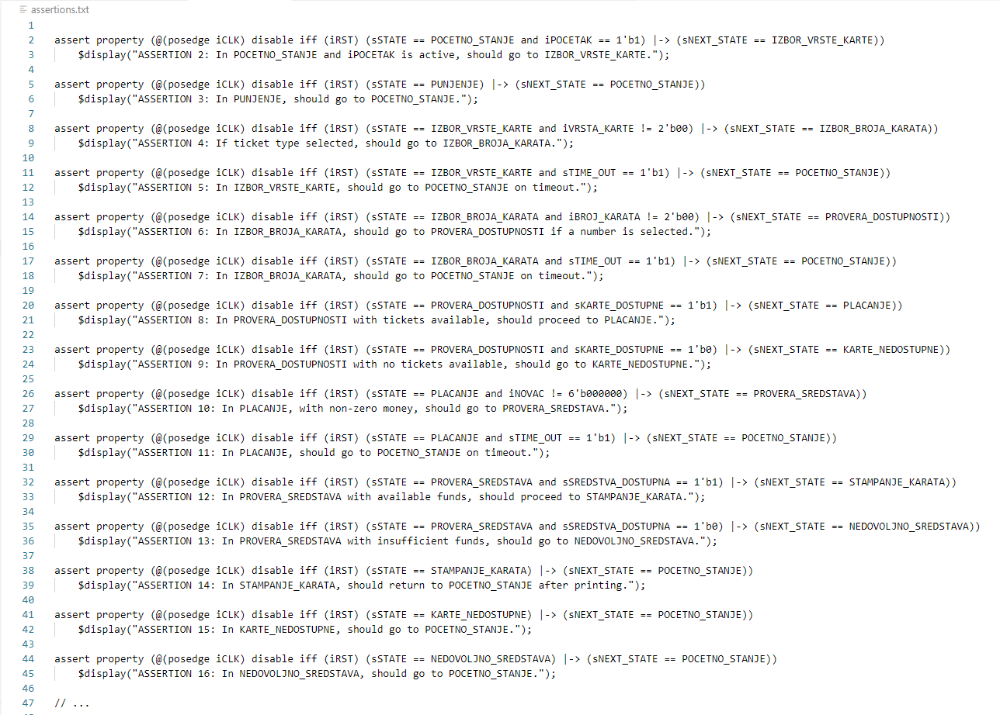 assertions.txt
1
2 assert property (@(posedge iCLK) disable iff (iRST) (sSTATE == POCETNO_STANJE and iPOCETAK == 1'b1) |-> (sNEXT_STATE == IZBOR_VRSTE_KARTE))
3 $display("ASSERTION 2: In POCETNO_STANJE and iPOCETAK is active, should go to IZBOR_VRSTE_KARTE.");
4
5 assert property (@(posedge iCLK) disable iff (iRST) (sSTATE == PUNJENJE) |-> (sNEXT_STATE == POCETNO_STANJE))
6 $display("ASSERTION 3: In PUNJENJE, should go to POCETNO_STANJE.");
7
8 assert property (@(posedge iCLK) disable iff (iRST) (sSTATE == IZBOR_VRSTE_KARTE and iVRSTA_KARTE != 2'b00) |-> (sNEXT_STATE == IZBOR_BROJA_KARATA))
9 $display("ASSERTION 4: If ticket type selected, should go to IZBOR_BROJA_KARATA.");
10
11 assert property (@(posedge iCLK) disable iff (iRST) (sSTATE == IZBOR_VRSTE_KARTE and sTIME_OUT == 1'b1) |-> (sNEXT_STATE == POCETNO_STANJE))
12 $display("ASSERTION 5: In IZBOR_VRSTE_KARTE, should go to POCETNO_STANJE on timeout.");
13
14 assert property (@(posedge iCLK) disable iff (iRST) (sSTATE == IZBOR_BROJA_KARATA and iBROJ_KARATA != 2'b00) |-> (sNEXT_STATE == PROVERA_DOSTUPNOSTI))
15 $display("ASSERTION 6: In IZBOR_BROJA_KARATA, should go to PROVERA_DOSTUPNOSTI if a number is selected.");
16
17 assert property (@(posedge iCLK) disable iff (iRST) (sSTATE == IZBOR_BROJA_KARATA and sTIME_OUT == 1'b1) |-> (sNEXT_STATE == POCETNO_STANJE))
18 $display("ASSERTION 7: In IZBOR_BROJA_KARATA, should go to POCETNO_STANJE on timeout.");
19
20 assert property (@(posedge iCLK) disable iff (iRST) (sSTATE == PROVERA_DOSTUPNOSTI and sKARTE_DOSTUPNE == 1'b1) |-> (sNEXT_STATE == PLACANJE))
21 $display("ASSERTION 8: In PROVERA_DOSTUPNOSTI with tickets available, should proceed to PLACANJE.");
22
23 assert property (@(posedge iCLK) disable iff (iRST) (sSTATE == PROVERA_DOSTUPNOSTI and sKARTE_DOSTUPNE == 1'b0) |-> (sNEXT_STATE == KARTE_NEDOSTUPNE))
24 $display("ASSERTION 9: In PROVERA_DOSTUPNOSTI with no tickets available, should go to KARTE_NEDOSTUPNE.");
25
26 assert property (@(posedge iCLK) disable iff (iRST) (sSTATE == PLACANJE and iNOVAC != 6'b000000) |-> (sNEXT_STATE == PROVERA_SREDSTAVA))
27 $display("ASSERTION 10: In PLACANJE, with non-zero money, should go to PROVERA_SREDSTAVA.");
28
29 assert property (@(posedge iCLK) disable iff (iRST) (sSTATE == PLACANJE and sTIME_OUT == 1'b1) |-> (sNEXT_STATE == POCETNO_STANJE))
30 $display("ASSERTION 11: In PLACANJE, should go to POCETNO_STANJE on timeout.");
31
32 assert property (@(posedge iCLK) disable iff (iRST) (sSTATE == PROVERA_SREDSTAVA and sSREDSTVA_DOSTUPNA == 1'b1) |-> (sNEXT_STATE == STAMPANJE_KARATA))
33 $display("ASSERTION 12: In PROVERA_SREDSTAVA with available funds, should proceed to STAMPANJE_KARATA.");
34
35 assert property (@(posedge iCLK) disable iff (iRST) (sSTATE == PROVERA_SREDSTAVA and sSREDSTVA_DOSTUPNA == 1'b0) |-> (sNEXT_STATE == NEDOVOLJNO_SREDSTAVA))
36 $display("ASSERTION 13: In PROVERA_SREDSTAVA with insufficient funds, should go to NEDOVOLJNO_SREDSTAVA.");
37
38 assert property (@(posedge iCLK) disable iff (iRST) (sSTATE == STAMPANJE_KARATA) |-> (sNEXT_STATE == POCETNO_STANJE))
39 $display("ASSERTION 14: In STAMPANJE_KARATA, should return to POCETNO_STANJE after printing.");
40
41 assert property (@(posedge iCLK) disable iff (iRST) (sSTATE == KARTE_NEDOSTUPNE) |-> (sNEXT_STATE == POCETNO_STANJE))
42 $display("ASSERTION 15: In KARTE_NEDOSTUPNE, should go to POCETNO_STANJE.");
43
44 assert property (@(posedge iCLK) disable iff (iRST) (sSTATE == NEDOVOLJNO_SREDSTAVA) |-> (sNEXT_STATE == POCETNO_STANJE))
45 $display("ASSERTION 16: In NEDOVOLJNO_SREDSTAVA, should go to POCETNO_STANJE.");
46
47 // ...